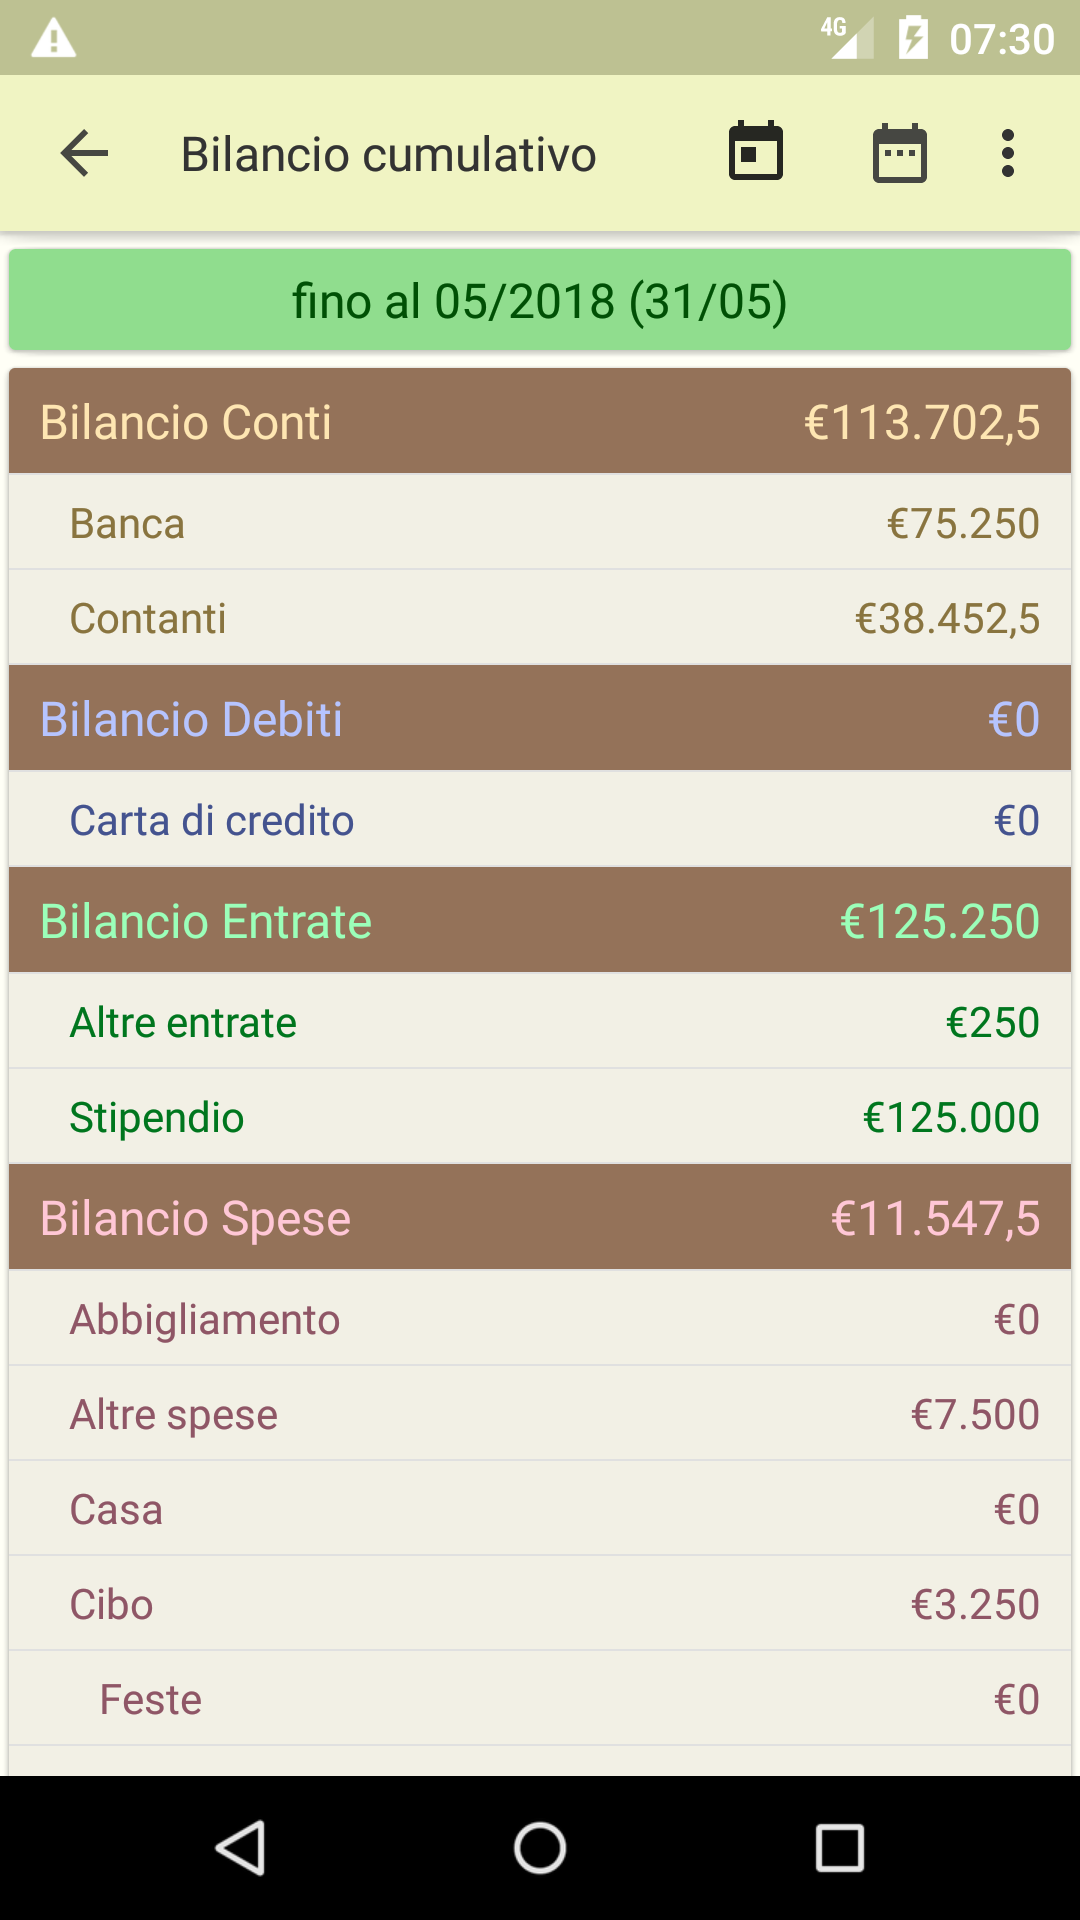 4G 07:30
Bilancio cumulativo
fino al 05/2018 (31/05)
Bilancio Conti €113.702,5
Banca €75.250
Contanti €38.452,5
Bilancio Debiti €0
Carta di credito €0
Bilancio Entrate €125.250
Altre entrate €250
Stipendio €125.000
Bilancio Spese €11.547,5
Abbigliamento €0
Altre spese €7.500
Casa €0
Cibo €3.250
Feste €0